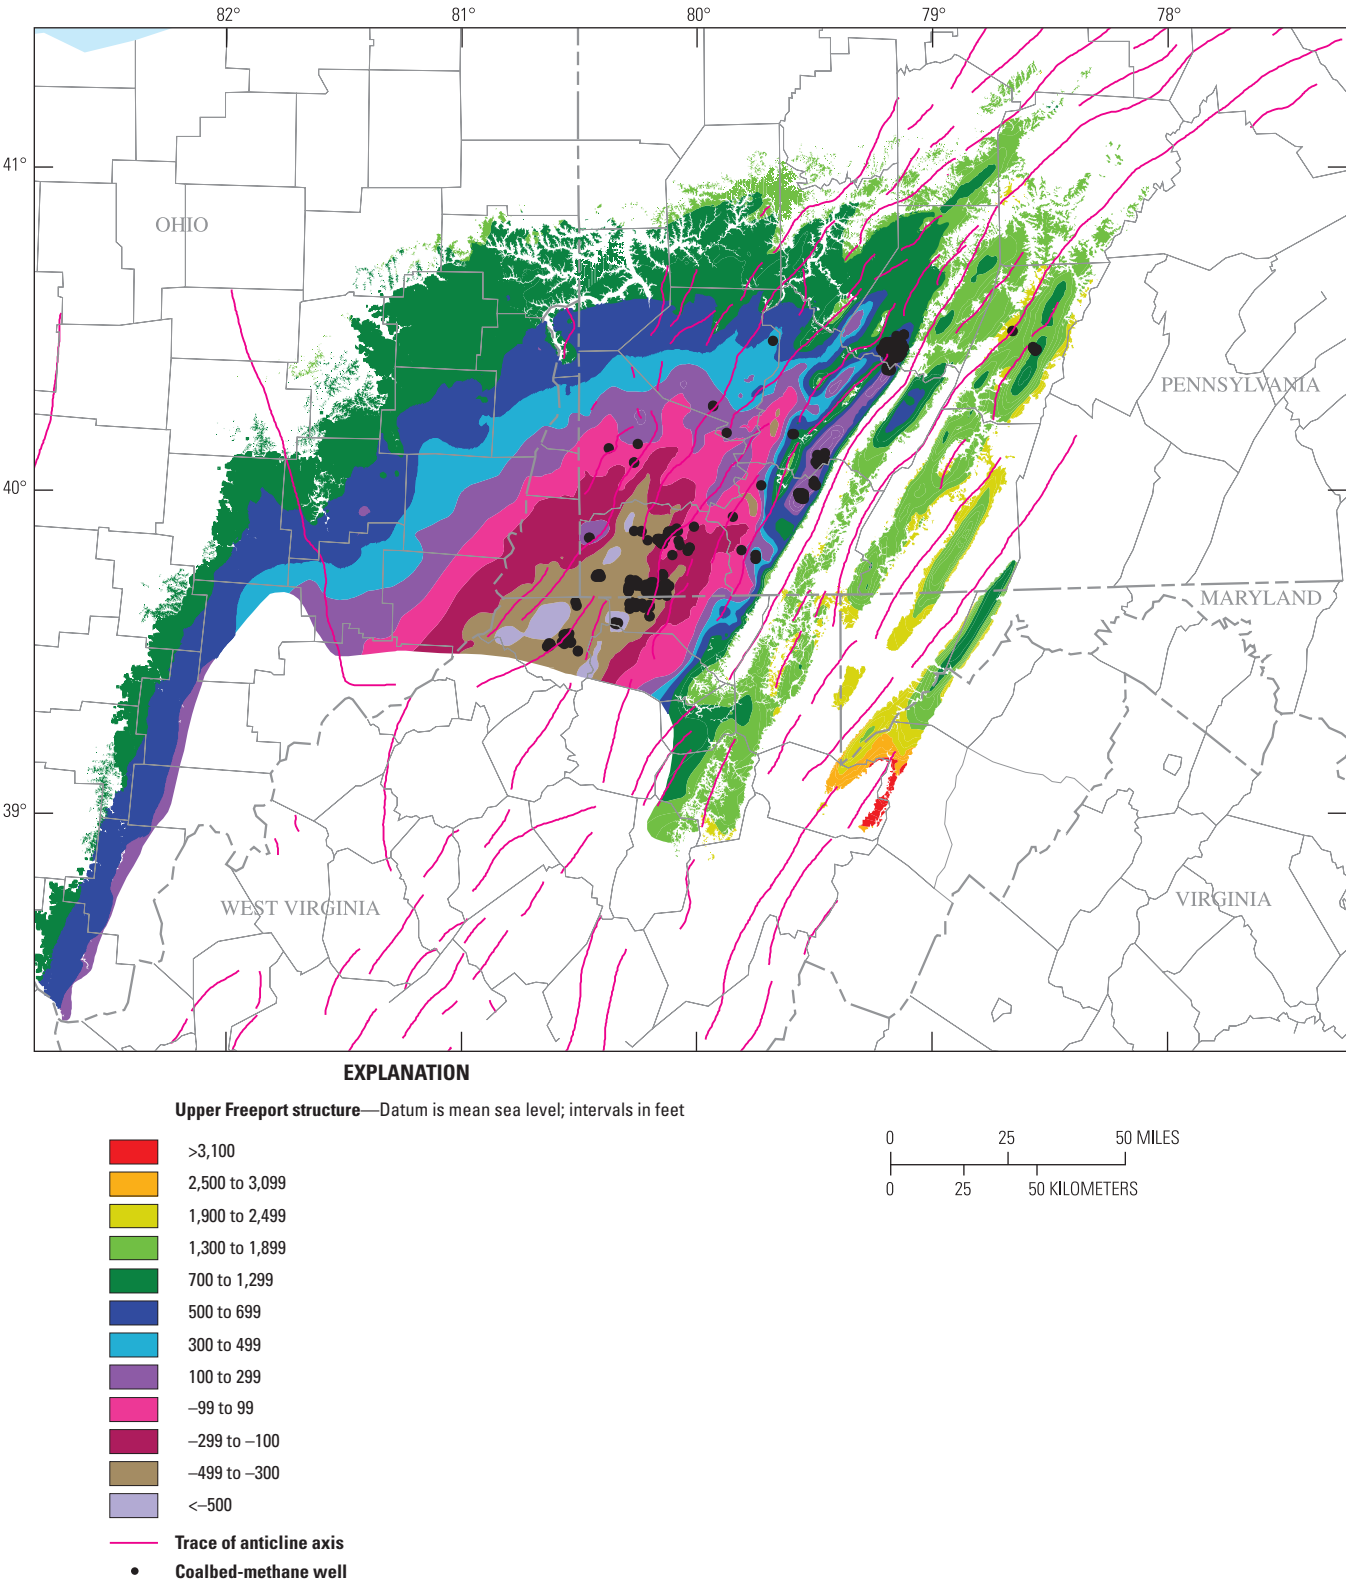 82°
81°
80°
79°
78°
41°
OHIO
PENNSYLVANIA
40°
MARYLAND
39°
WEST VIRGINIA
VIRGINIA
EXPLANATION
Upper Freeport structure—Datum is mean sea level; intervals in feet
>3,100
2,500 to 3,099
1,900 to 2,499
1,300 to 1,899
700 to 1,299
500 to 699
300 to 499
100 to 299
–99 to 99
–299 to –100
–499 to –300
<–500
Trace of anticline axis
Coalbed-methane well
0 25 50 MILES
0 25 50 KILOMETERS